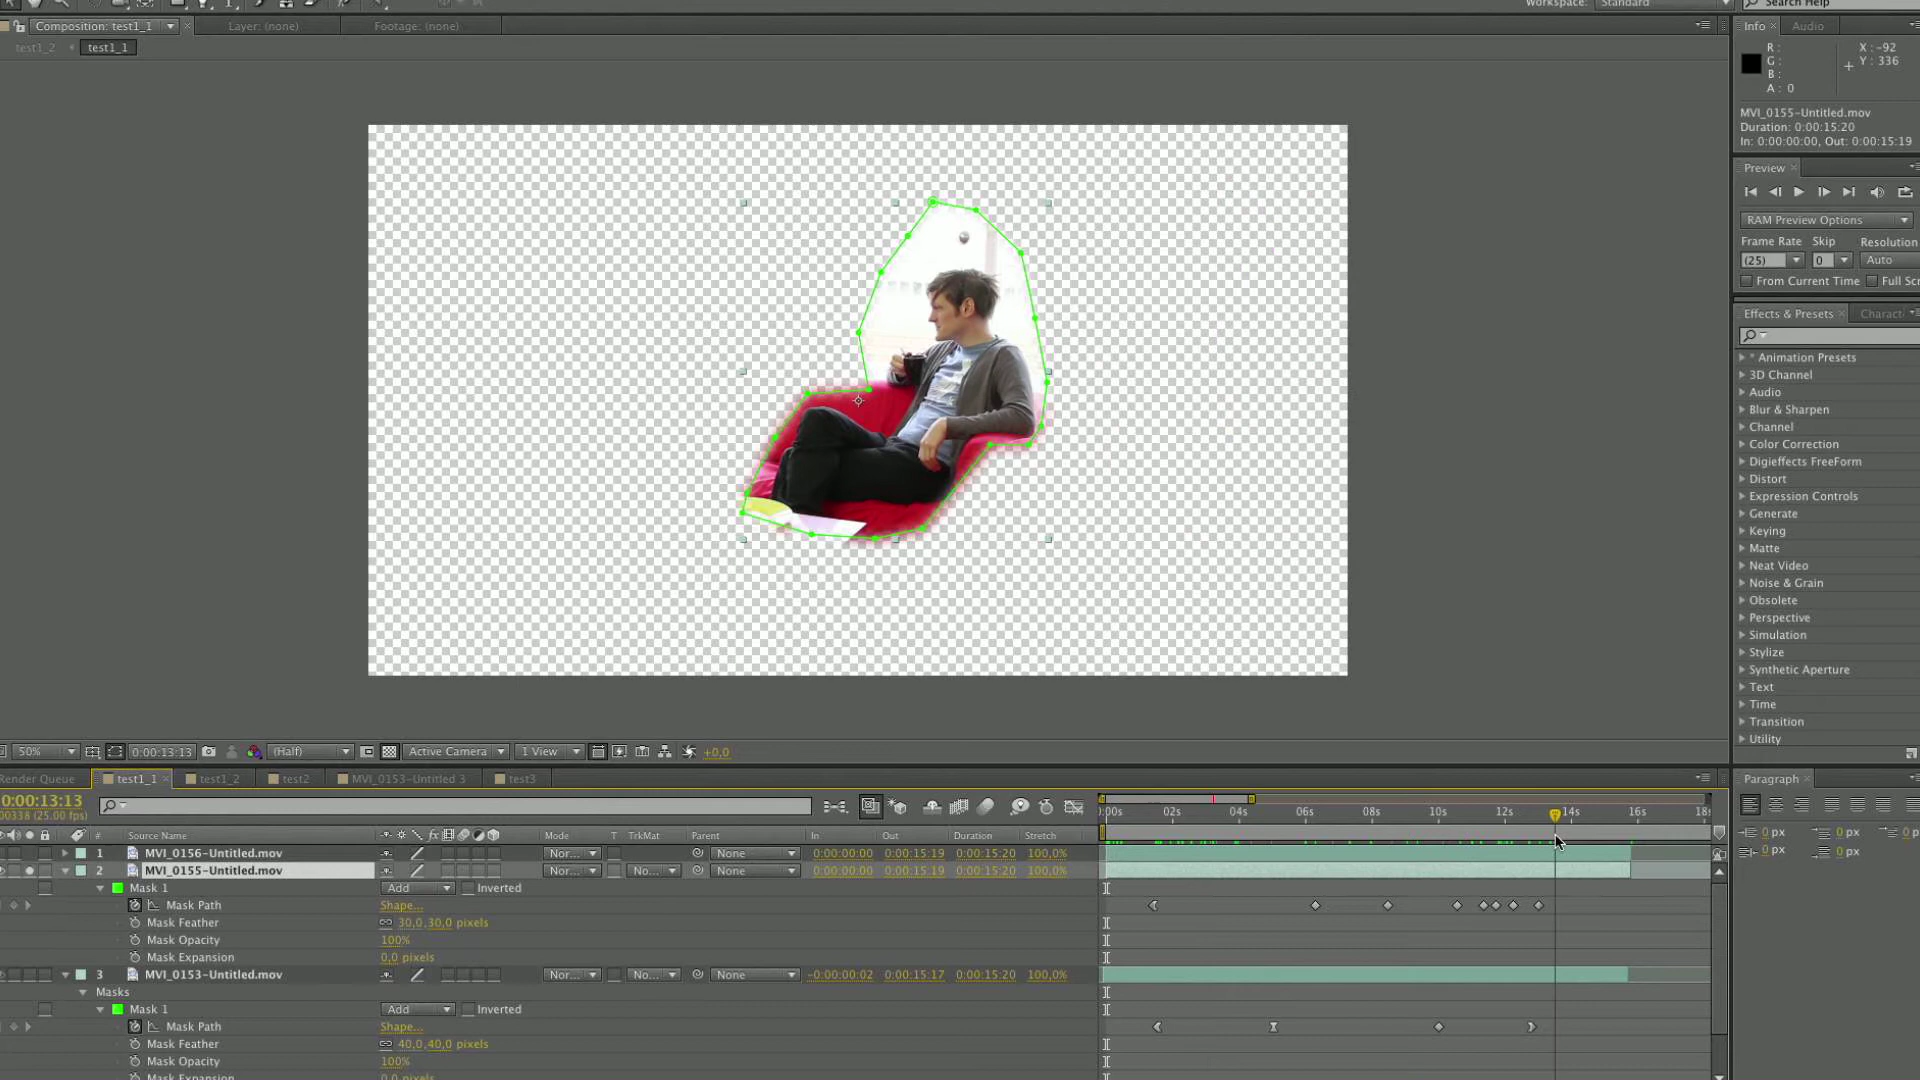 Workspace: Standard Search Help
Composition: test1_1 Layer: (none) Footage: (none)
test1_2 test1_1
Info Audio
R :
G :
B :
A : 0
X : -92
Y : 336
MVI_0155-Untitled.mov
Duration: 0:00:15:20
In: 0:00:00:00, Out: 0:00:15:19
Preview
RAM Preview Options
Frame Rate Skip Resolution
(25) 0 Auto
From Current Time Full Scr
Effects & Presets Charact
* Animation Presets
3D Channel
Audio
Blur & Sharpen
Channel
Color Correction
Digieffects FreeForm
Distort
Expression Controls
Generate
Keying
Matte
Neat Video
Noise & Grain
Obsolete
Perspective
Simulation
Stylize
Synthetic Aperture
Text
Time
Transition
Utility
50% 0:00:13:13 (Half) Active Camera 1 View +0,0
Render Queue test1_1 test1_2 test2 MVI_0153-Untitled 3 test3
0:00:13:13
00338 (25.00 fps)
:00s 02s 04s 06s 08s 10s 12s 14s 16s 18s
# Source Name fx Mode T TrkMat Parent In Out Duration Stretch
1 MVI_0156-Untitled.mov Nor... None 0:00:00:00 0:00:15:19 0:00:15:20 100,0%
2 MVI_0155-Untitled.mov Nor... No... None 0:00:00:00 0:00:15:19 0:00:15:20 100,0%
Mask 1 Add Inverted
Mask Path Shape...
Mask Feather 30,0,30,0 pixels
Mask Opacity 100%
Mask Expansion 0,0 pixels
3 MVI_0153-Untitled.mov Nor... No... None -0:00:00:02 0:00:15:17 0:00:15:20 100,0%
Masks
Mask 1 Add Inverted
Mask Path Shape...
Mask Feather 40,0,40,0 pixels
Mask Opacity 100%
Mask Expansion 0,0 pixels
Paragraph
0 px 0 px 0
0 px 0 px